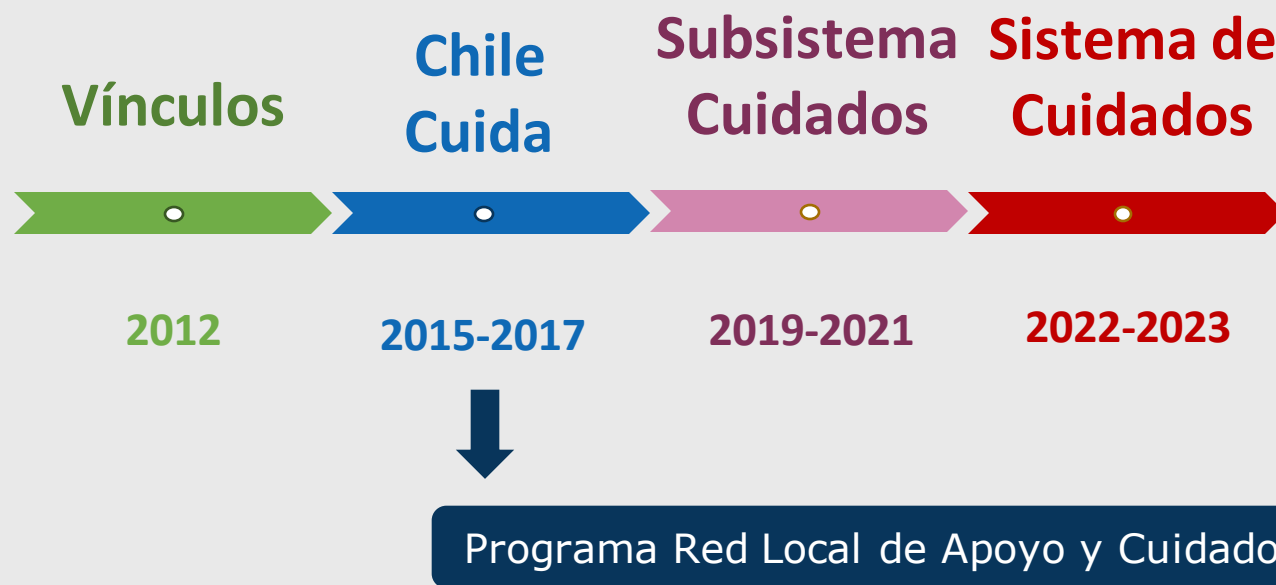 Vínculos
Chile
Cuida
Subsistema
Cuidados
Sistema de
Cuidados
2012
2015-2017
2019-2021
2022-2023
Programa Red Local de Apoyo y Cuidado